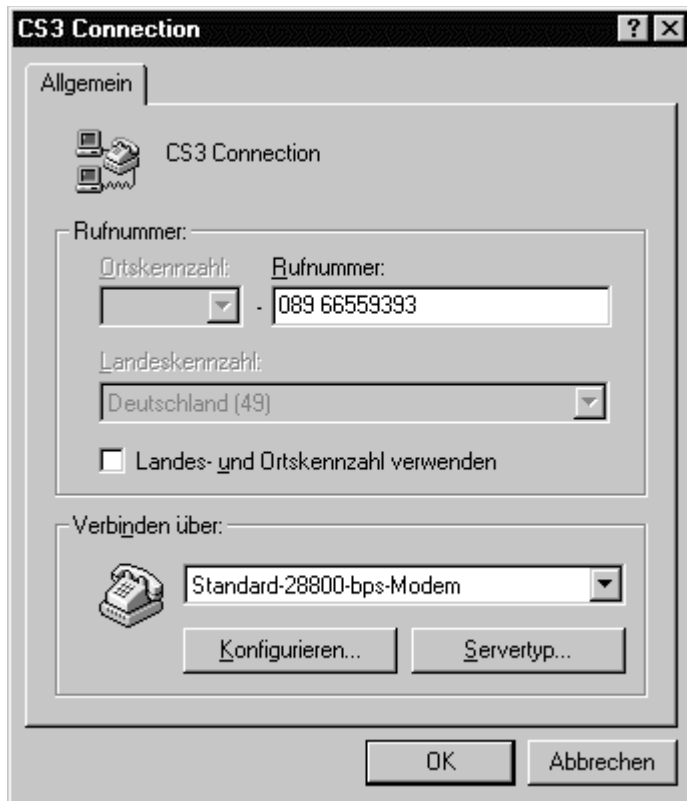 CS3 Connection
Allgemein
CS3 Connection
Rufnummer:
Ortskennzahl: Rufnummer:
- 089 66559393
Landeskennzahl:
Deutschland (49)
Landes- und Ortskennzahl verwenden
Verbinden über:
Standard-28800-bps-Modem
Konfigurieren... Servertyp...
OK Abbrechen